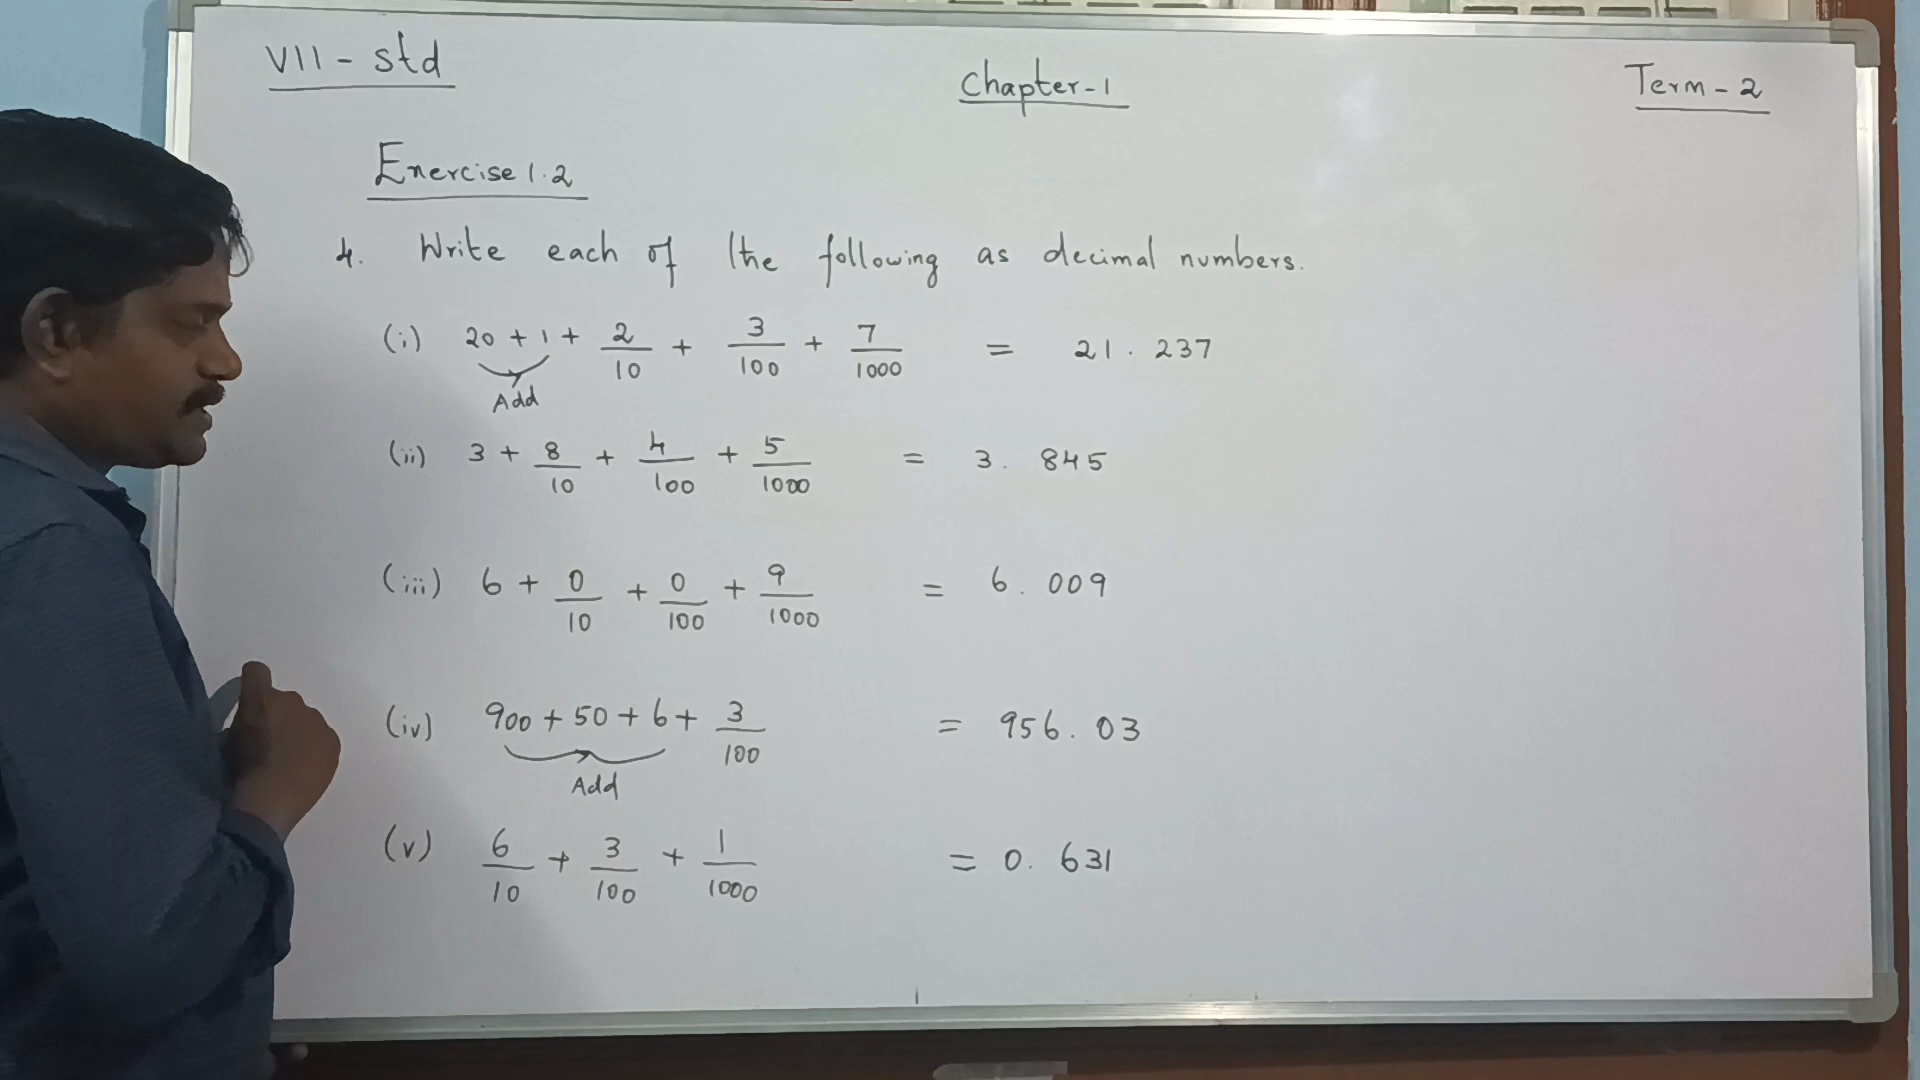 VII - std Chapter-1 Term - 2
Exercise 1.2
4. Write each of the following as decimal numbers.
(i) 20 + 1 + 2/10 + 3/100 + 7/1000 = 21.237
Add
(ii) 3 + 8/10 + 4/100 + 5/1000 = 3.845
(iii) 6 + 0/10 + 0/100 + 9/1000 = 6.009
(iv) 900 + 50 + 6 + 3/100 = 956.03
Add
(v) 6/10 + 3/100 + 1/1000 = 0.631